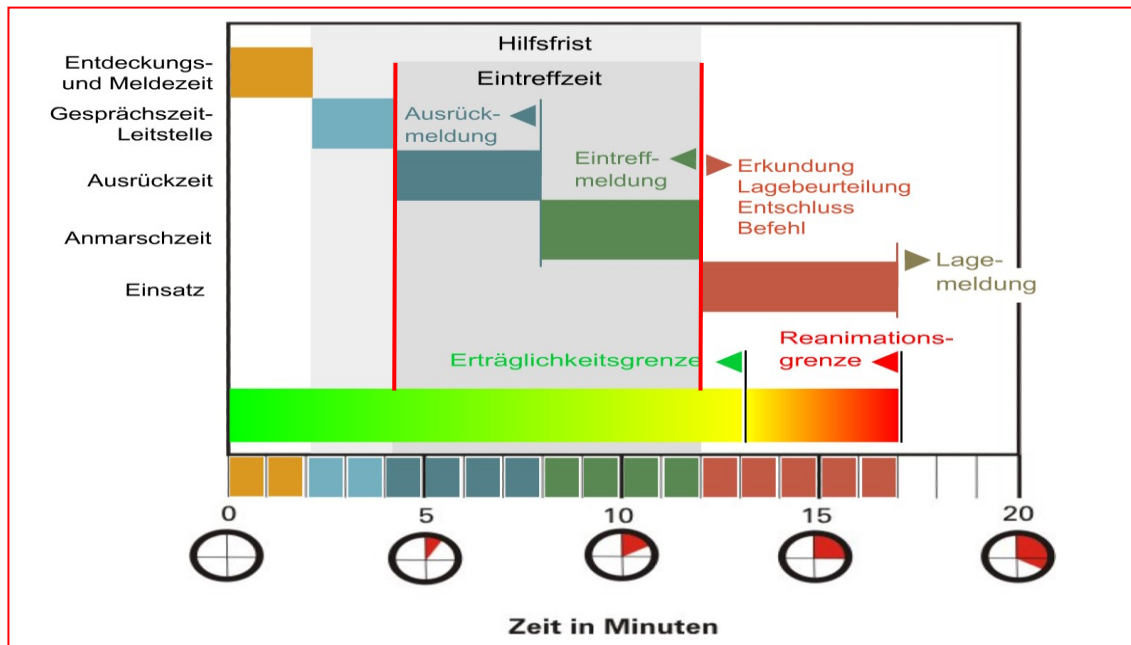 Hilfsfrist
Entdeckungs-
und Meldezeit
Eintreffzeit
Gesprächszeit-
Leitstelle
Ausrück-
meldung
Eintreff-
meldung
Erkundung
Lagebeurteilung
Entschluss
Befehl
Ausrückzeit
Anmarschzeit
Lage-
meldung
Einsatz
Erträglichkeitsgrenze
Reanimations-
grenze
0 5 10 15 20
Zeit in Minuten